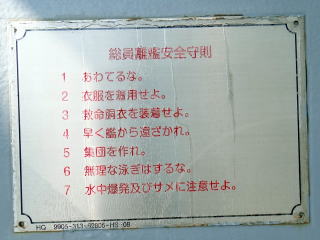 総員離艦安全守則
1 あわてるな。
2 衣服を着用せよ。
3 救命胴衣を装着せよ。
4 早く艦から遠ざかれ。
5 集団を作れ。
6 無理な泳ぎはするな。
7 水中爆発及びサメに注意せよ。
HQ 9905-313-52805-HS-08